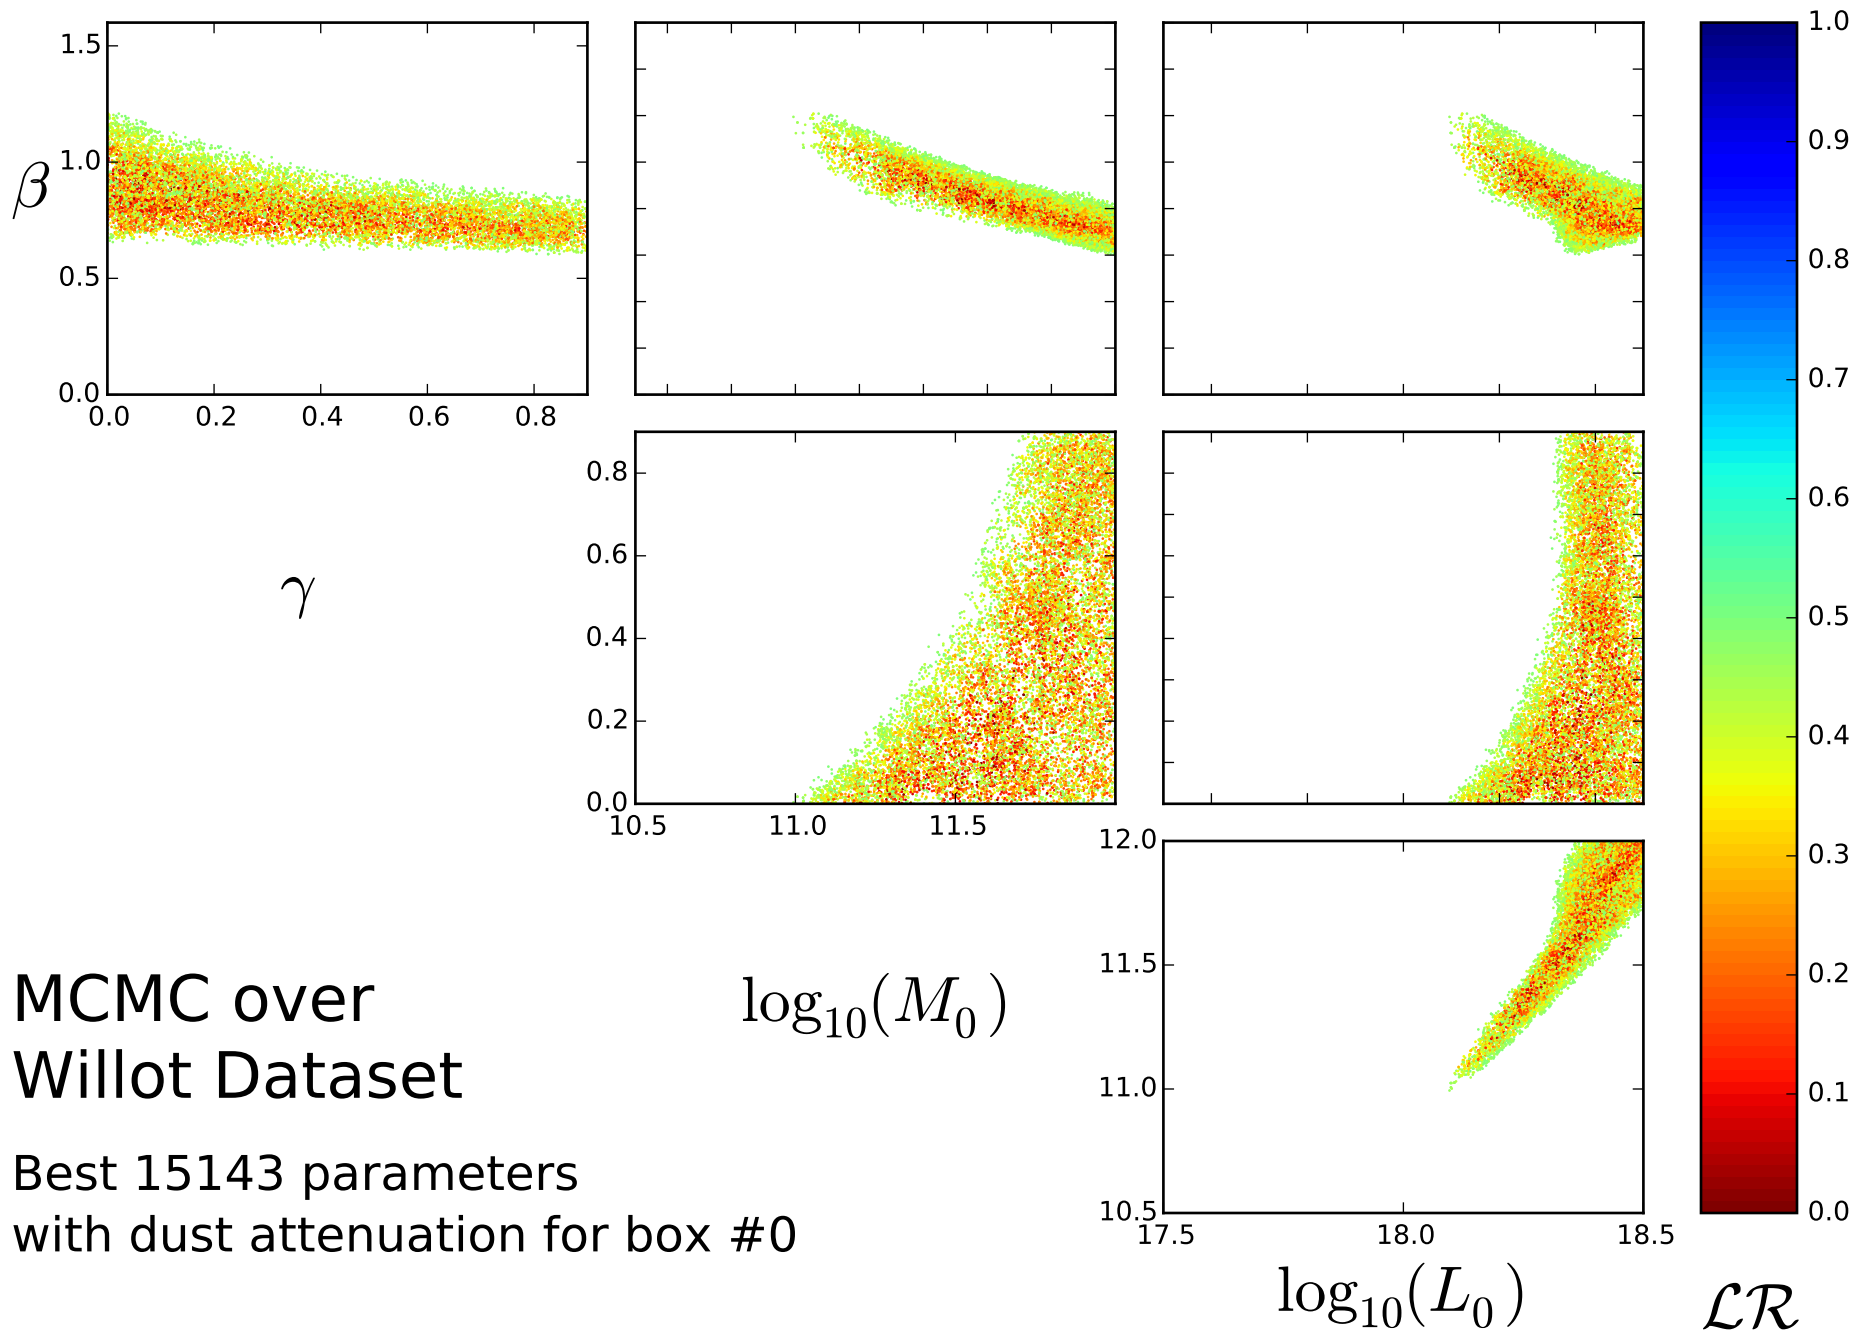 1.5
1.0
0.5
0.0
β
0.0 0.2 0.4 0.6 0.8
1.0
0.9
0.8
0.7
0.6
0.5
0.4
0.3
0.2
0.1
0.0
0.8
0.6
0.4
0.2
0.0
γ
10.5 11.0 11.5
12.0
11.5
11.0
10.5
17.5 18.0 18.5
log₁₀(M₀)
MCMC over
Willot Dataset
Best 15143 parameters
with dust attenuation for box #0
log₁₀(L₀)
ℒℛ